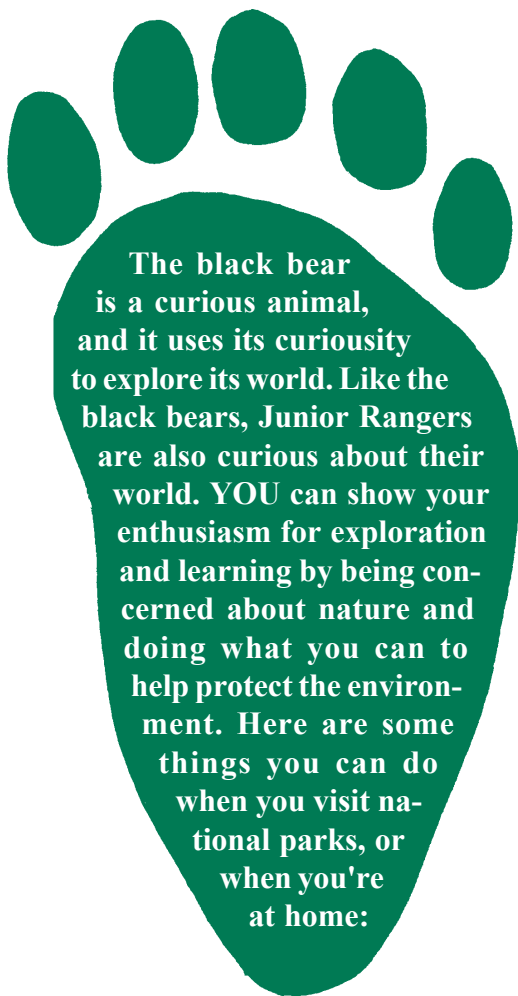 The black bear
is a curious animal,
and it uses its curiousity
to explore its world. Like the
black bears, Junior Rangers
are also curious about their
world. YOU can show your
enthusiasm for exploration
and learning by being con-
cerned about nature and
doing what you can to
help protect the environ-
ment. Here are some
things you can do
when you visit na-
tional parks, or
when you're
at home: